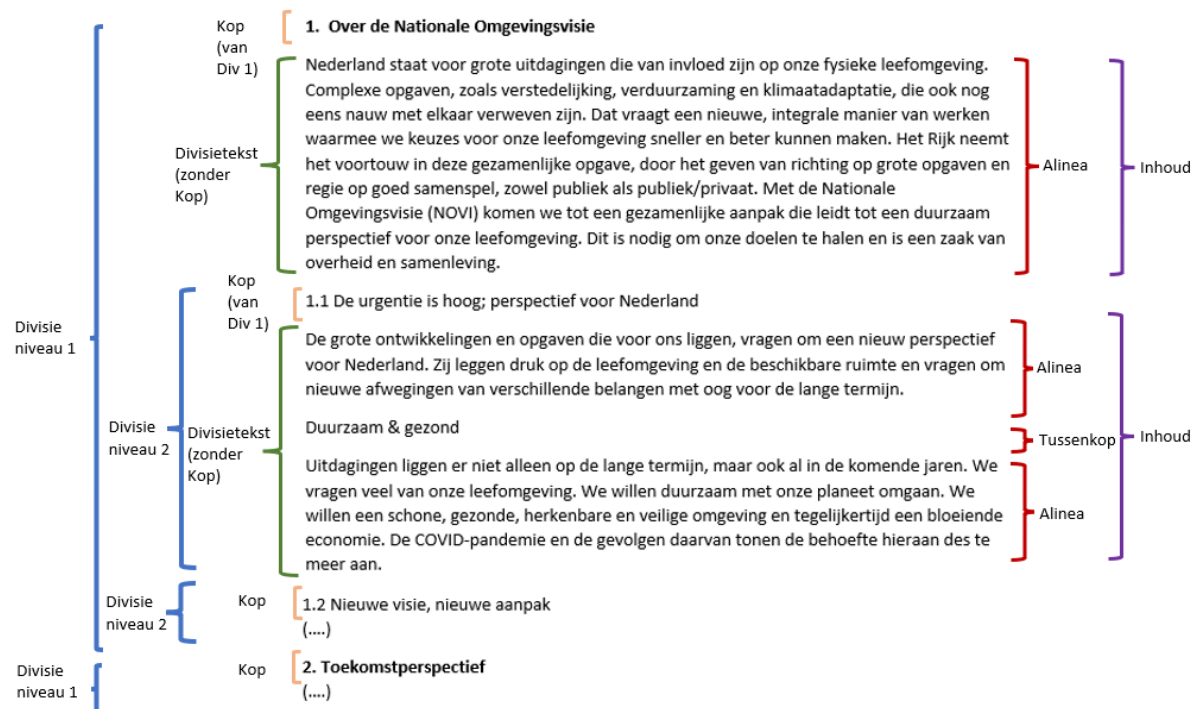 Kop
(van
Div 1)
1. Over de Nationale Omgevingsvisie
Nederland staat voor grote uitdagingen die van invloed zijn op onze fysieke leefomgeving.
Complexe opgaven, zoals verstedelijking, verduurzaming en klimaatadaptatie, die ook nog
eens nauw met elkaar verweven zijn. Dat vraagt een nieuwe, integrale manier van werken
waarmee we keuzes voor onze leefomgeving sneller en beter kunnen maken. Het Rijk neemt
het voortouw in deze gezamenlijke opgave, door het geven van richting op grote opgaven en
regie op goed samenspel, zowel publiek als publiek/privaat. Met de Nationale
Omgevingsvisie (NOVI) komen we tot een gezamenlijke aanpak die leidt tot een duurzaam
perspectief voor onze leefomgeving. Dit is nodig om onze doelen te halen en is een zaak van
overheid en samenleving.
Divisietekst
(zonder
Kop)
Alinea
Inhoud
Kop
(van
Div 1)
1.1 De urgentie is hoog; perspectief voor Nederland
De grote ontwikkelingen en opgaven die voor ons liggen, vragen om een nieuw perspectief
voor Nederland. Zij leggen druk op de leefomgeving en de beschikbare ruimte en vragen om
nieuwe afwegingen van verschillende belangen met oog voor de lange termijn.
Alinea
Divisie
niveau 1
Divisie
niveau 2
Divisietekst
(zonder
Kop)
Duurzaam & gezond
Tussenkop
Inhoud
Uitdagingen liggen er niet alleen op de lange termijn, maar ook al in de komende jaren. We
vragen veel van onze leefomgeving. We willen duurzaam met onze planeet omgaan. We
willen een schone, gezonde, herkenbare en veilige omgeving en tegelijkertijd een bloeiende
economie. De COVID-pandemie en de gevolgen daarvan tonen de behoefte hieraan des te
meer aan.
Alinea
Divisie
niveau 2
Kop
1.2 Nieuwe visie, nieuwe aanpak
(....)
Divisie
niveau 1
Kop
2. Toekomstperspectief
(....)